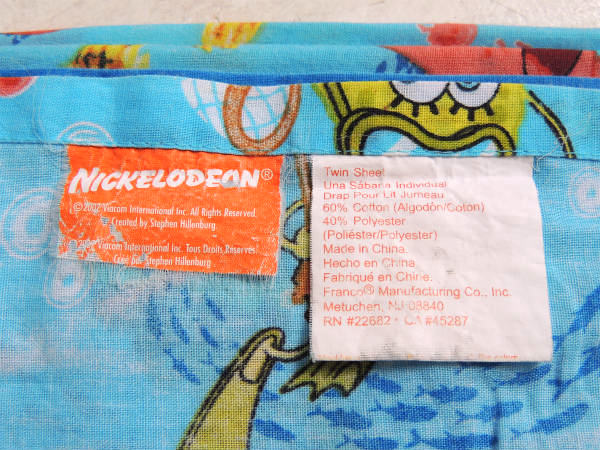 NICKELODEON®
©2002 Viacom International Inc. All Rights Reserved.
Created by Stephen Hillenburg
Viacom International Inc. Tous Droits Reservés.
Créé par Stephen Hillenburg
Twin Sheet
Una Sábana Individual
Drap Pour Lit Jumeau
60% Cotton (Algodón/Coton)
40% Polyester
(Poliéster/Polyester)
Made in China.
Hecho en China.
Fabriqué en Chine.
Franco® Manufacturing Co., Inc.
Metuchen, NJ 08840
RN #22682 • CA #45287